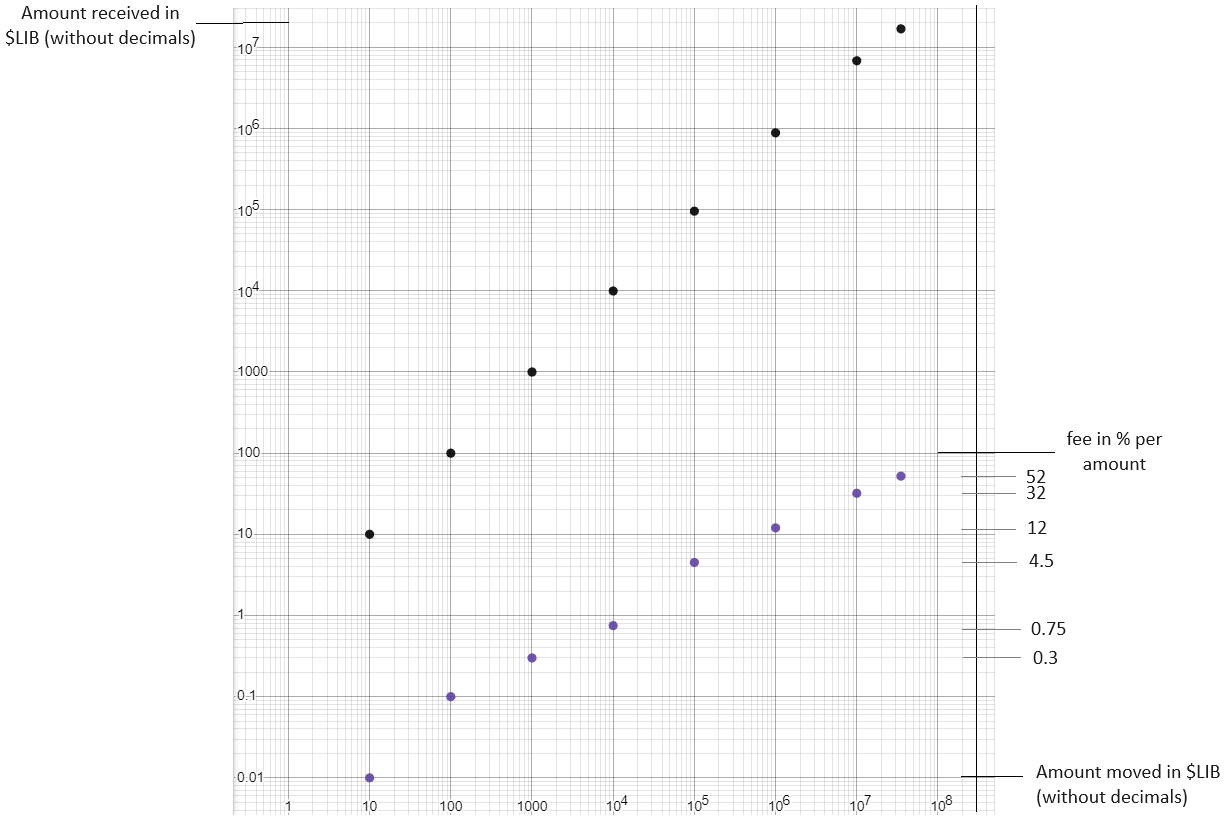 Amount received in
$LIB (without decimals)
10^7
10^6
10^5
10^4
1000
100
10
1
0.1
0.01
fee in % per
amount
52
32
12
4.5
0.75
0.3
Amount moved in $LIB
(without decimals)
1 10 100 1000 10^4 10^5 10^6 10^7 10^8